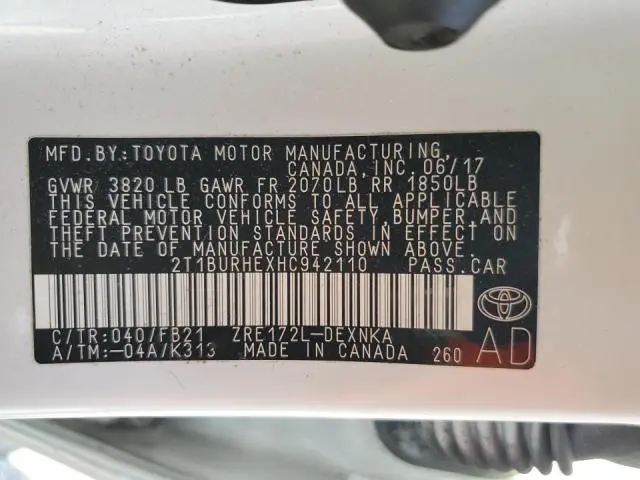 MFD. BY: TOYOTA MOTOR MANUFACTURING,
CANADA, INC. 06/17
GVWR 3820 LB GAWR FR 2070LB RR 1850LB
THIS VEHICLE CONFORMS TO ALL APPLICABLE
FEDERAL MOTOR VEHICLE SAFETY, BUMPER, AND
THEFT PREVENTION STANDARDS IN EFFECT ON
THE DATE OF MANUFACTURE SHOWN ABOVE.
2T1BURHEXHC942110 PASS. CAR
C/TR: 040/FB21 ZRE172L-DEXNKA
A/TM: -04A/K313 MADE IN CANADA 260 AD